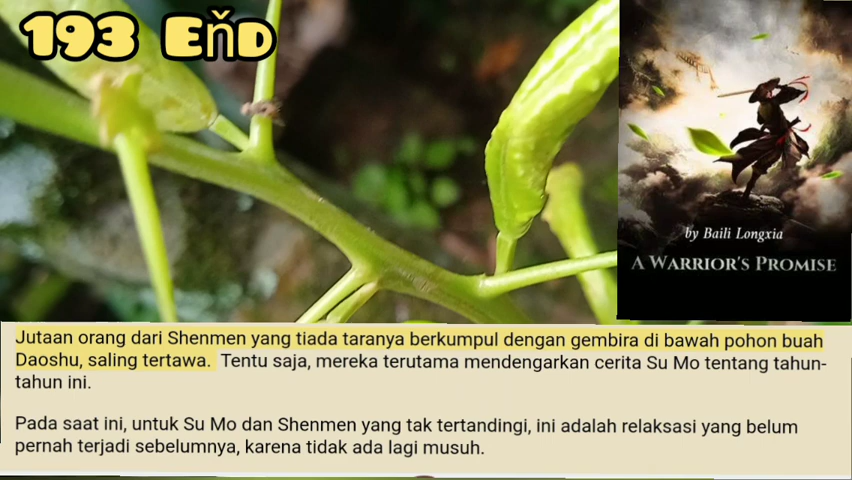 193 Eňd
by Baili Longxia
A Warrior's Promise
Jutaan orang dari Shenmen yang tiada taranya berkumpul dengan gembira di bawah pohon buah
Daoshu, saling tertawa. Tentu saja, mereka terutama mendengarkan cerita Su Mo tentang tahun-
tahun ini.
Pada saat ini, untuk Su Mo dan Shenmen yang tak tertandingi, ini adalah relaksasi yang belum
pernah terjadi sebelumnya, karena tidak ada lagi musuh.